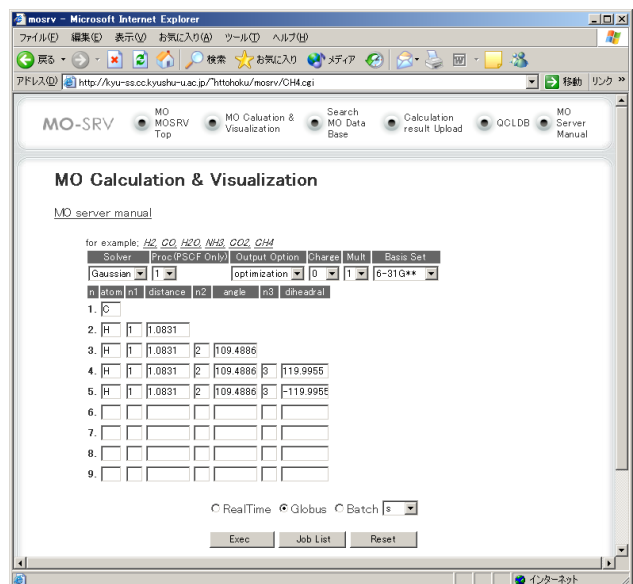 mosrv - Microsoft Internet Explorer
ファイル(F) 編集(E) 表示(V) お気に入り(A) ツール(T) ヘルプ(H)
戻る 検索 お気に入り メディア
アドレス(D) http://kyu-ss.cc.kyushu-u.ac.jp/~httohoku/mosrv/CH4.cgi 移動 リンク »
MO-SRV
MO MOSRV Top
MO Caluation & Visualization
Search MO Data Base
Calculation result Upload
QCLDB
MO Server Manual
MO Calculation & Visualization
MO server manual
for example; H2, CO, H2O, NH3, CO2, CH4
Solver Proc(PSCF Only) Output Option Charge Mult Basis Set
Gaussian 1 optimization 0 1 6-31G**
n atom n1 distance n2 angle n3 diheadral
1. C
2. H 1 1.0831
3. H 1 1.0831 2 109.4886
4. H 1 1.0831 2 109.4886 3 119.9955
5. H 1 1.0831 2 109.4886 3 -119.9955
6.
7.
8.
9.
RealTime Globus Batch s
Exec Job List Reset
インターネット